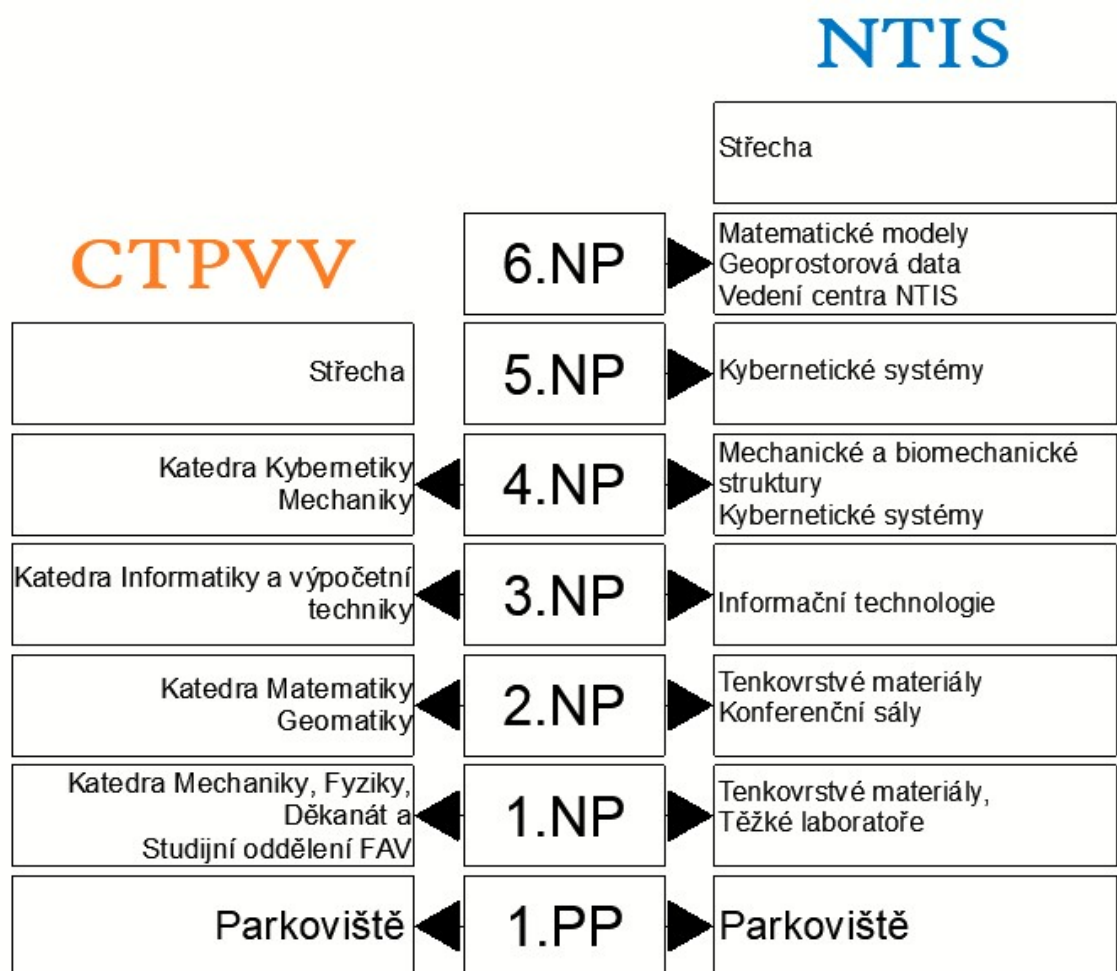 NTIS
Střecha
CTPVV
6.NP
Matematické modely
Geoprostorová data
Vedení centra NTIS
Střecha
5.NP
Kybernetické systémy
Katedra Kybernetiky
Mechaniky
4.NP
Mechanické a biomechanické
struktury
Kybernetické systémy
Katedra Informatiky a výpočetní
techniky
3.NP
Informační technologie
Katedra Matematiky
Geomatiky
2.NP
Tenkovrstvé materiály
Konferenční sály
Katedra Mechaniky, Fyziky,
Děkanát a
Studijní oddělení FAV
1.NP
Tenkovrstvé materiály,
Těžké laboratoře
Parkoviště
1.PP
Parkoviště